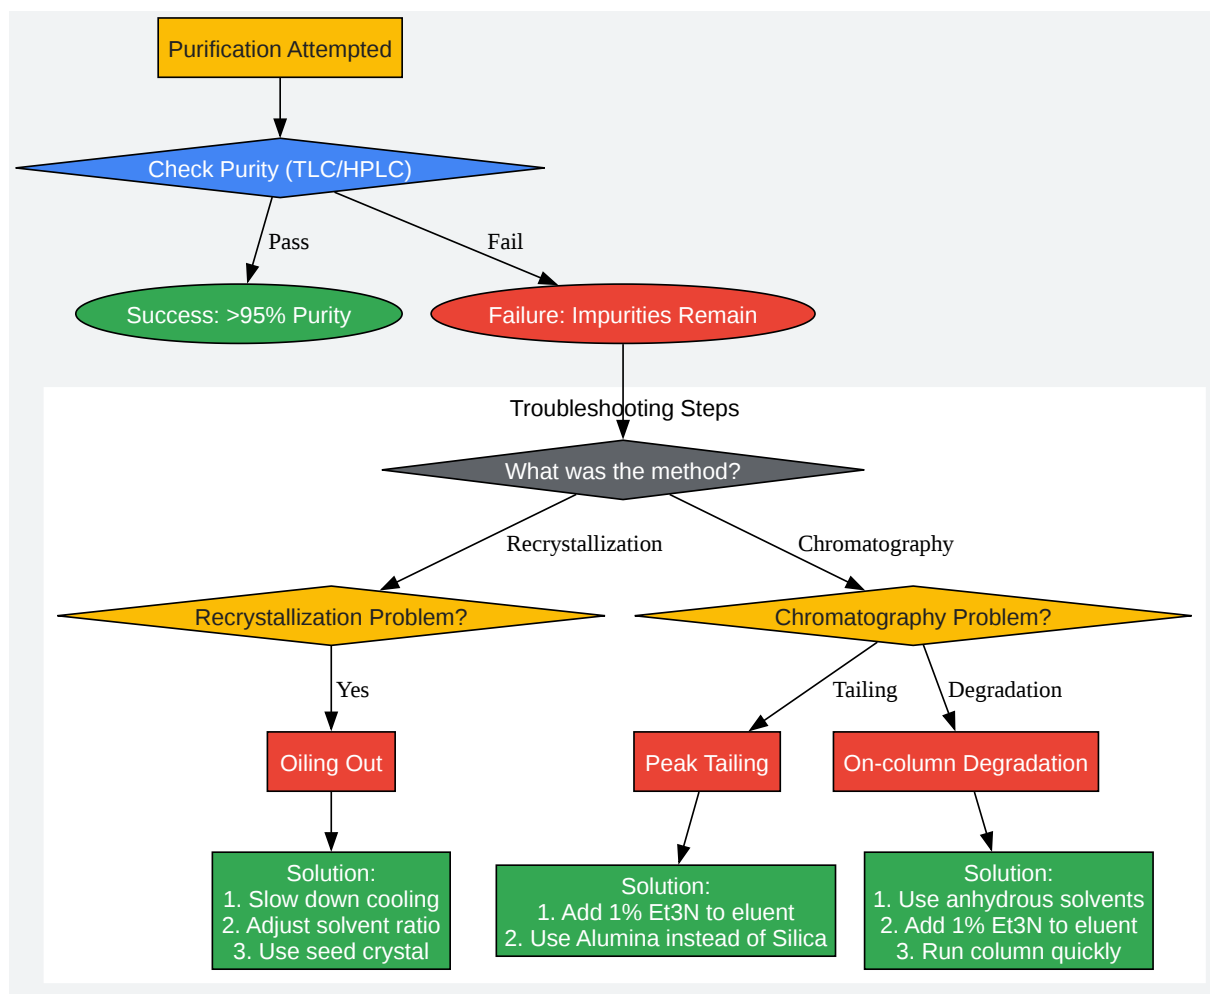 Purification Attempted
Check Purity (TLC/HPLC)
Pass
Fail
Success: >95% Purity
Failure: Impurities Remain
Troubleshooting Steps
What was the method?
Recrystallization
Chromatography
Recrystallization Problem?
Chromatography Problem?
Yes
Tailing
Degradation
Oiling Out
Peak Tailing
On-column Degradation
Solution:
1. Slow down cooling
2. Adjust solvent ratio
3. Use seed crystal
Solution:
1. Add 1% Et3N to eluent
2. Use Alumina instead of Silica
Solution:
1. Use anhydrous solvents
2. Add 1% Et3N to eluent
3. Run column quickly